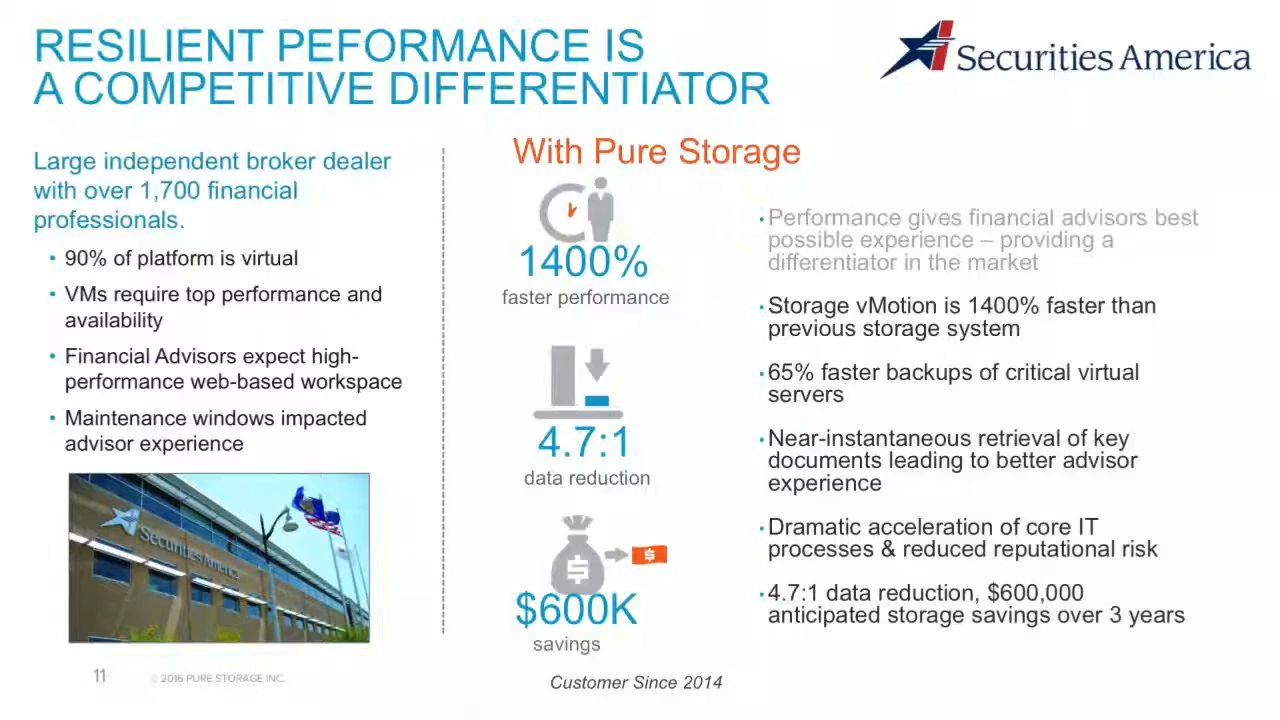 RESILIENT PEFORMANCE IS
A COMPETITIVE DIFFERENTIATOR
Securities America
Large independent broker dealer
with over 1,700 financial
professionals.
• 90% of platform is virtual
• VMs require top performance and
availability
• Financial Advisors expect high-
performance web-based workspace
• Maintenance windows impacted
advisor experience
Securities America
With Pure Storage
1400%
faster performance
4.7:1
data reduction
$
$
$600K
savings
• Performance gives financial advisors best
possible experience – providing a
differentiator in the market
• Storage vMotion is 1400% faster than
previous storage system
• 65% faster backups of critical virtual
servers
• Near-instantaneous retrieval of key
documents leading to better advisor
experience
• Dramatic acceleration of core IT
processes & reduced reputational risk
• 4.7:1 data reduction, $600,000
anticipated storage savings over 3 years
11
© 2016 PURE STORAGE INC.
Customer Since 2014